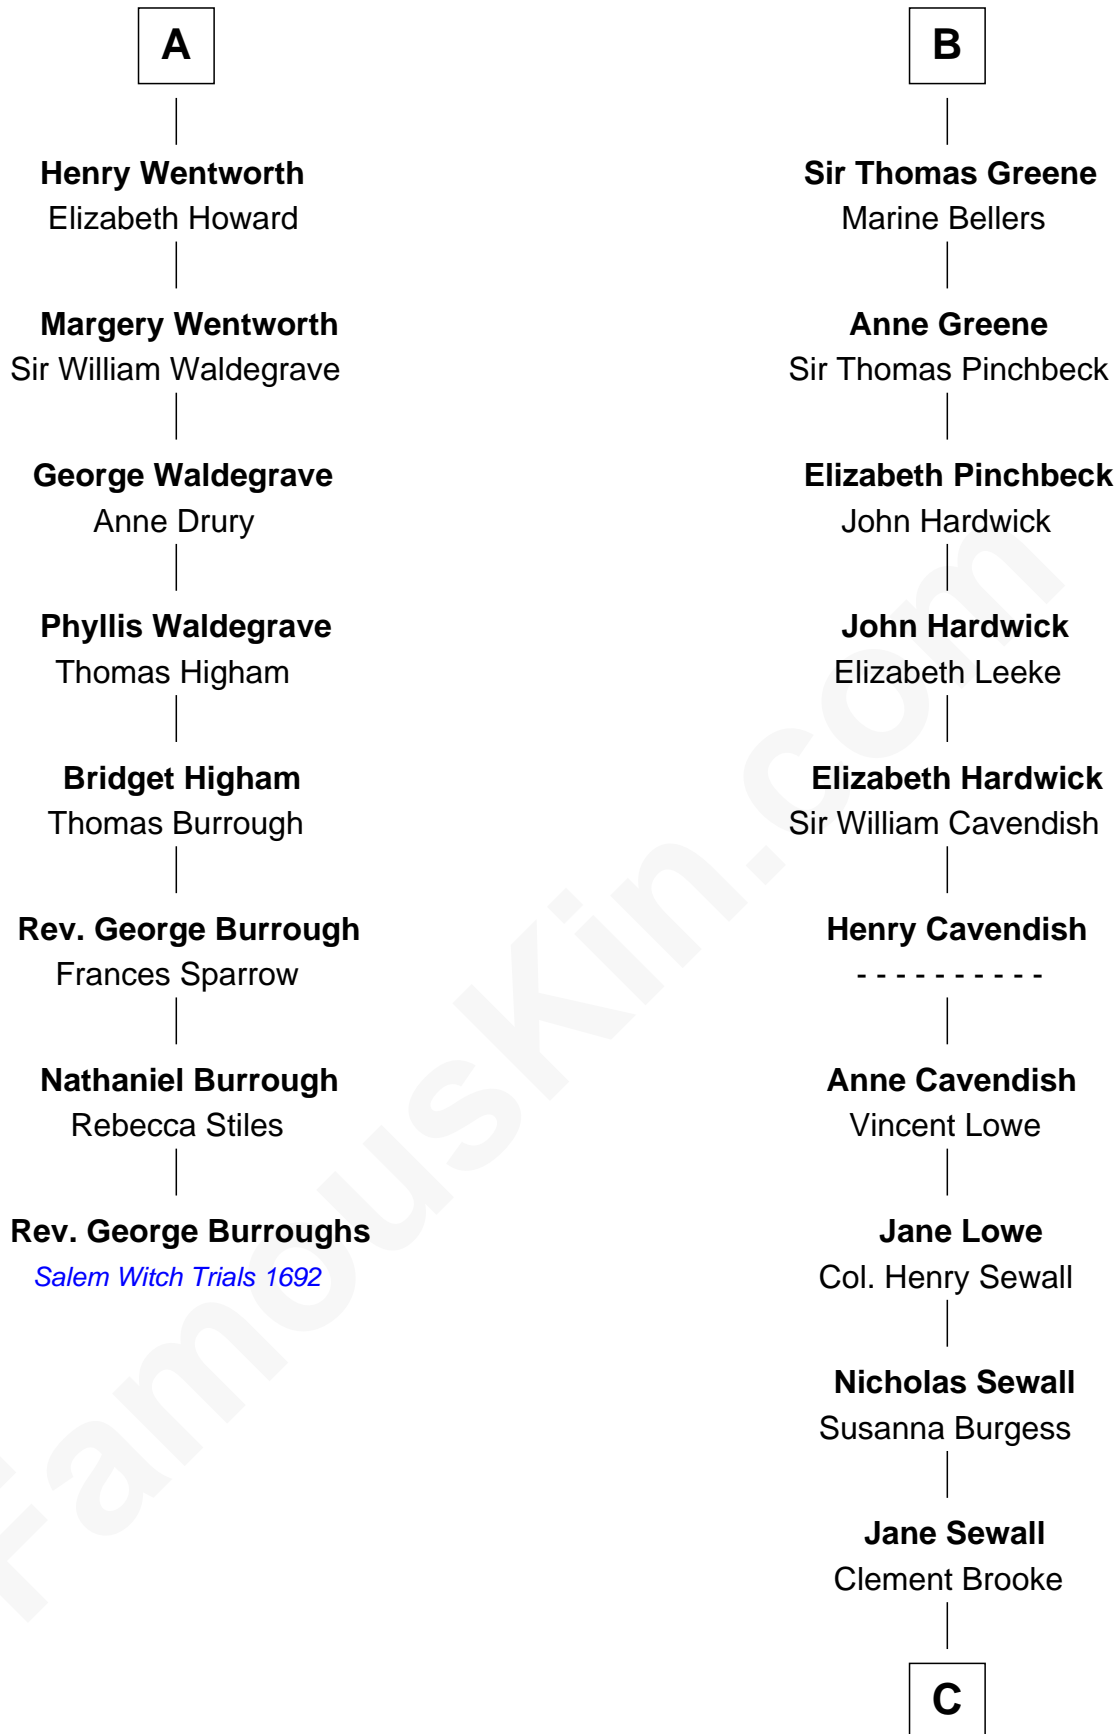 A
Henry Wentworth
Elizabeth Howard
Margery Wentworth
Sir William Waldegrave
George Waldegrave
Anne Drury
Phyllis Waldegrave
Thomas Higham
Bridget Higham
Thomas Burrough
Rev. George Burrough
Frances Sparrow
Nathaniel Burrough
Rebecca Stiles
Rev. George Burroughs
Salem Witch Trials 1692
B
Sir Thomas Greene
Marine Bellers
Anne Greene
Sir Thomas Pinchbeck
Elizabeth Pinchbeck
John Hardwick
John Hardwick
Elizabeth Leeke
Elizabeth Hardwick
Sir William Cavendish
Henry Cavendish
- - - - - - - - - -
Anne Cavendish
Vincent Lowe
Jane Lowe
Col. Henry Sewall
Nicholas Sewall
Susanna Burgess
Jane Sewall
Clement Brooke
C
FamousKin.com